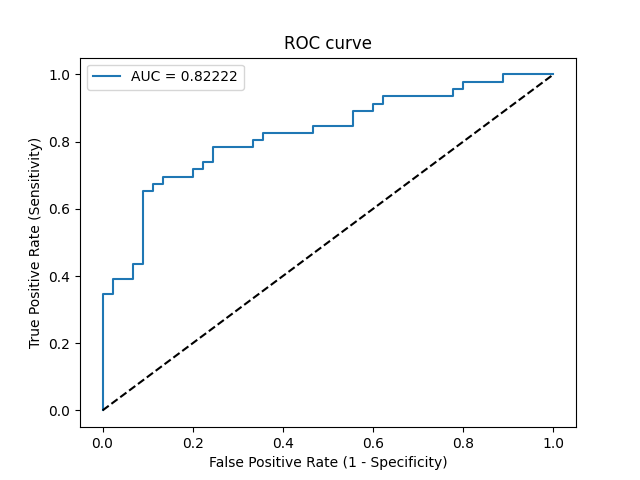 ROC curve
AUC = 0.82222
1.0
0.8
0.6
0.4
0.2
0.0
True Positive Rate (Sensitivity)
0.0 0.2 0.4 0.6 0.8 1.0
False Positive Rate (1 - Specificity)